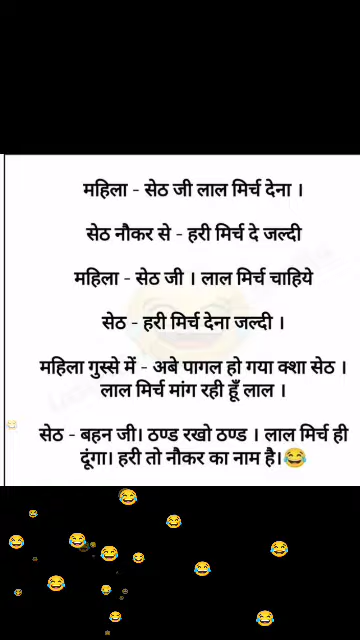 महिला - सेठ जी लाल मिर्च देना ।
सेठ नौकर से - हरी मिर्च दे जल्दी
महिला - सेठ जी । लाल मिर्च चाहिये
सेठ - हरी मिर्च देना जल्दी ।
महिला गुस्से में - अबे पागल हो गया क्शा सेठ ।
लाल मिर्च मांग रही हूँ लाल ।
सेठ - बहन जी। ठण्ड रखो ठण्ड । लाल मिर्च ही
दूंगा। हरी तो नौकर का नाम है।😂